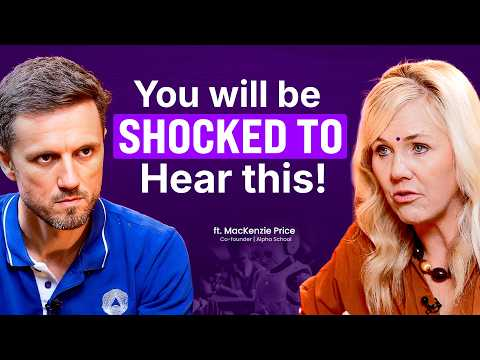 You will be
SHOCKED TO
Hear this!
ft. MacKenzie Price
Co-founder | Alpha School